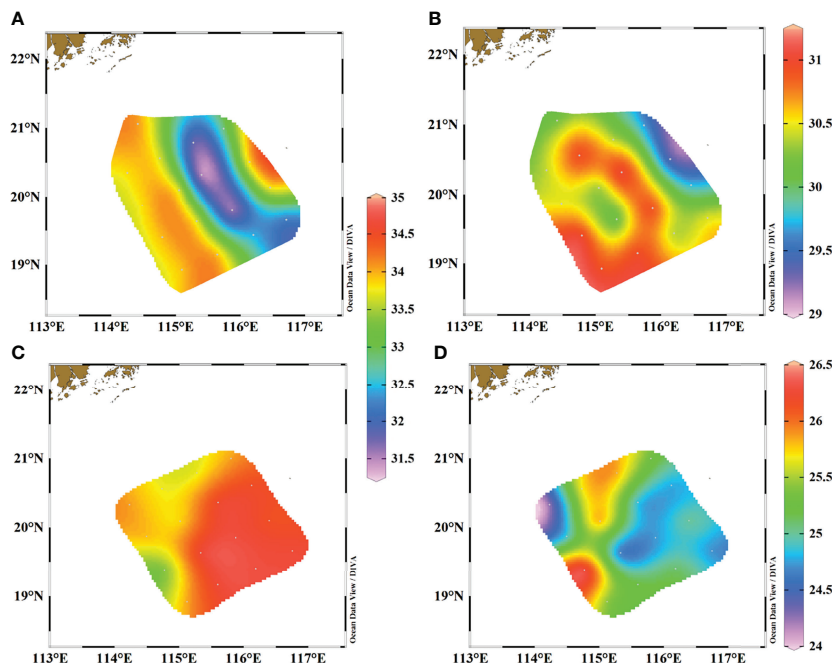 A
22°N
21°N
20°N
19°N
113°E
114°E
115°E
116°E
117°E
Ocean Data View / DIVA
35
34.5
34
33.5
33
32.5
32
31.5
B
22°N
21°N
20°N
19°N
113°E
114°E
115°E
116°E
117°E
Ocean Data View / DIVA
31
30.5
30
29.5
29
C
22°N
21°N
20°N
19°N
113°E
114°E
115°E
116°E
117°E
Ocean Data View / DIVA
D
22°N
21°N
20°N
19°N
113°E
114°E
115°E
116°E
117°E
Ocean Data View / DIVA
26.5
26
25.5
25
24.5
24